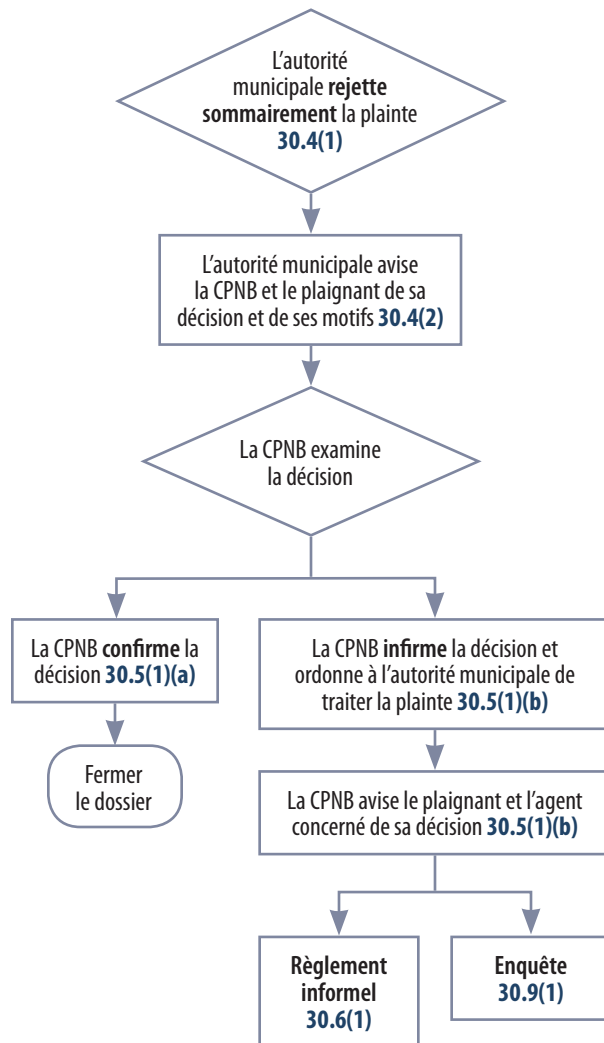 L'autorité
municipale rejette
sommairement la plainte
30.4(1)
L'autorité municipale avise
la CPNB et le plaignant de sa
décision et de ses motifs 30.4(2)
La CPNB examine
la décision
La CPNB confirme la
décision 30.5(1)(a)
Fermer
le dossier
La CPNB infirme la décision et
ordonne à l'autorité municipale de
traiter la plainte 30.5(1)(b)
La CPNB avise le plaignant et l'agent
concerné de sa décision 30.5(1)(b)
Règlement
informel
30.6(1)
Enquête
30.9(1)